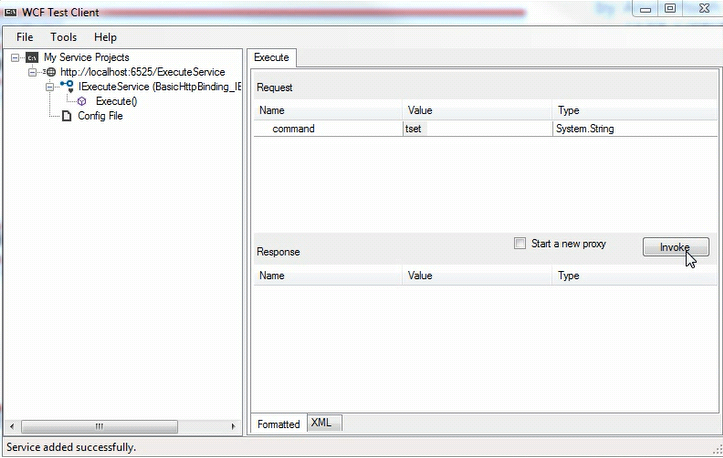 WCF Test Client
File Tools Help
My Service Projects
http://localhost:6525/ExecuteService
IExecuteService (BasicHttpBinding_IE
Execute()
Config File
Execute
Request
Name Value Type
command tset System.String
Response
Start a new proxy
Invoke
Name Value Type
Formatted XML
Service added successfully.